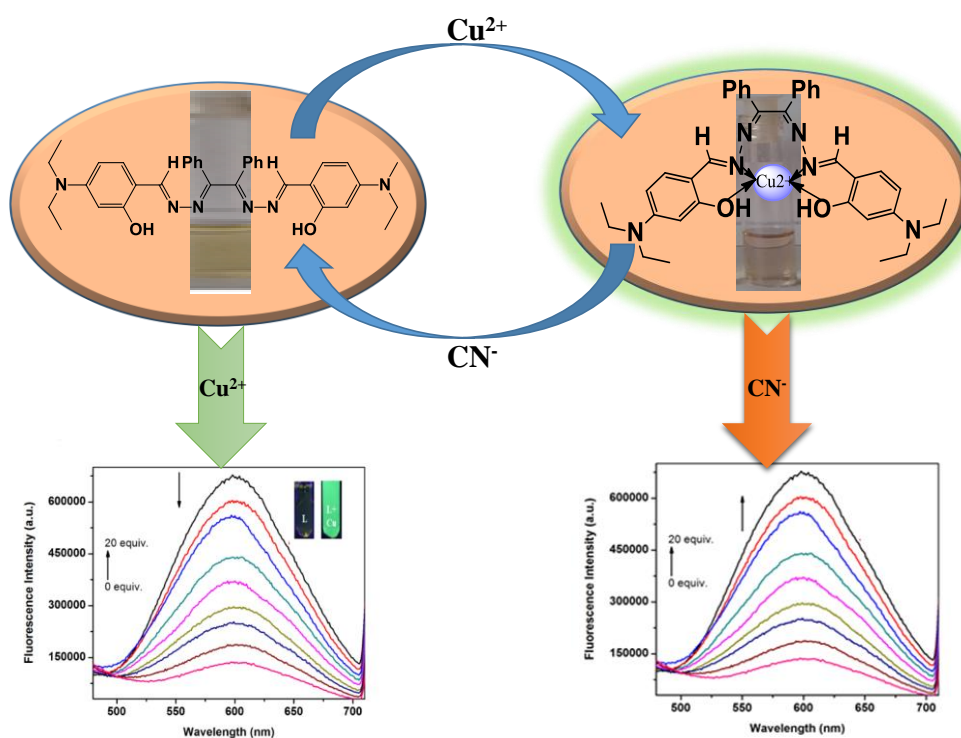 Cu²⁺
H Ph Ph H
N
N N N N
OH HO
N
Ph Ph
H N N H
N N
Cu2+
OH HO
N N
CN⁻
Cu²⁺
CN⁻
Fluorescence Intensity (a.u.)
600000
450000
300000
150000
20 equiv.
0 equiv.
L
L+
Cu
500 550 600 650 700
Wavelength (nm)
Fluorescence Intensity (a.u.)
600000
450000
300000
150000
20 equiv.
0 equiv.
500 550 600 650 700
Wavelength (nm)